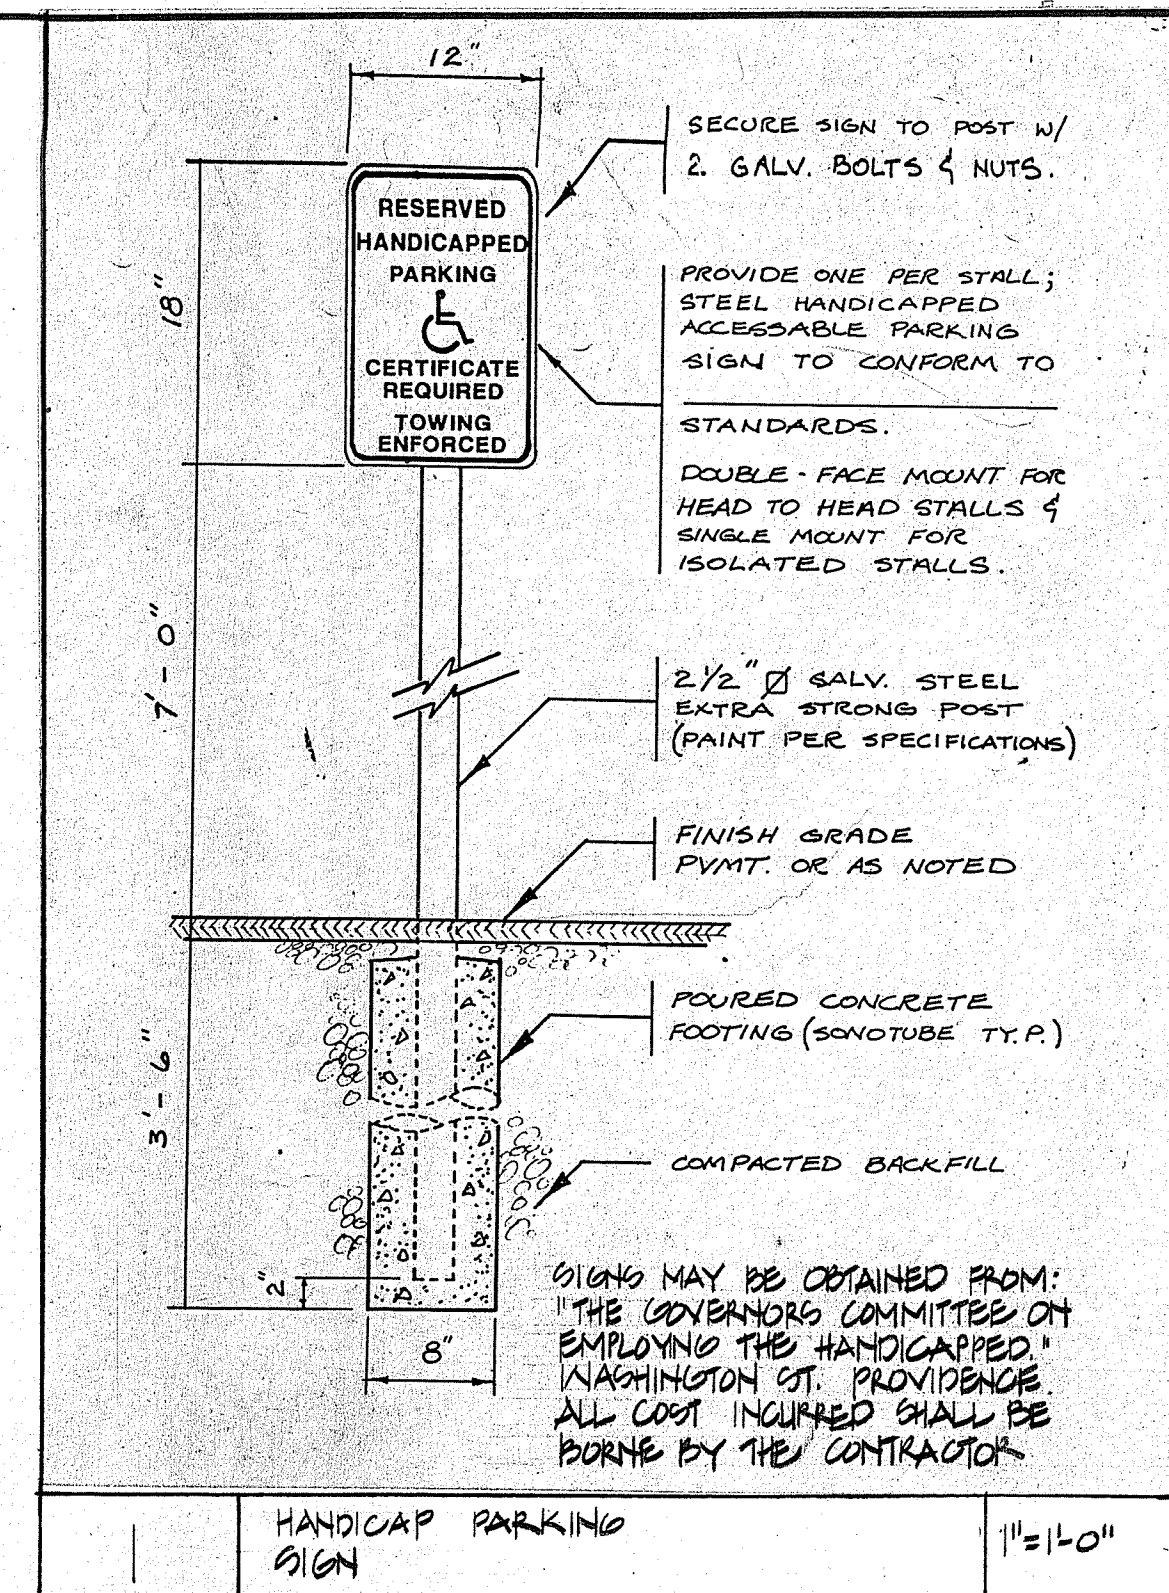 12"
SECURE SIGN TO POST W/
2. GALV. BOLTS & NUTS.
RESERVED
HANDICAPPED
PARKING
CERTIFICATE
REQUIRED
TOWING
ENFORCED
18"
PROVIDE ONE PER STALL;
STEEL HANDICAPPED
ACCESSABLE PARKING
SIGN TO CONFORM TO
STANDARDS.
DOUBLE - FACE MOUNT FOR
HEAD TO HEAD STALLS &
SINGLE MOUNT FOR
ISOLATED STALLS.
7'-0"
2 1/2" Ø GALV. STEEL
EXTRA STRONG POST
(PAINT PER SPECIFICATIONS)
FINISH GRADE
PVMT. OR AS NOTED
3'-6"
POURED CONCRETE
FOOTING (SONOTUBE TY.P.)
COMPACTED BACKFILL
2"
8"
SIGNS MAY BE OBTAINED FROM:
"THE GOVERNORS COMMITTEE ON
EMPLOYNG THE HANDICAPPED."
WASHINGTON ST. PROVIDENCE.
ALL COST INCURRED SHALL BE
BORNE BY THE CONTRACTOR
HANDICAP PARKING
SIGN
1"=1'-0"